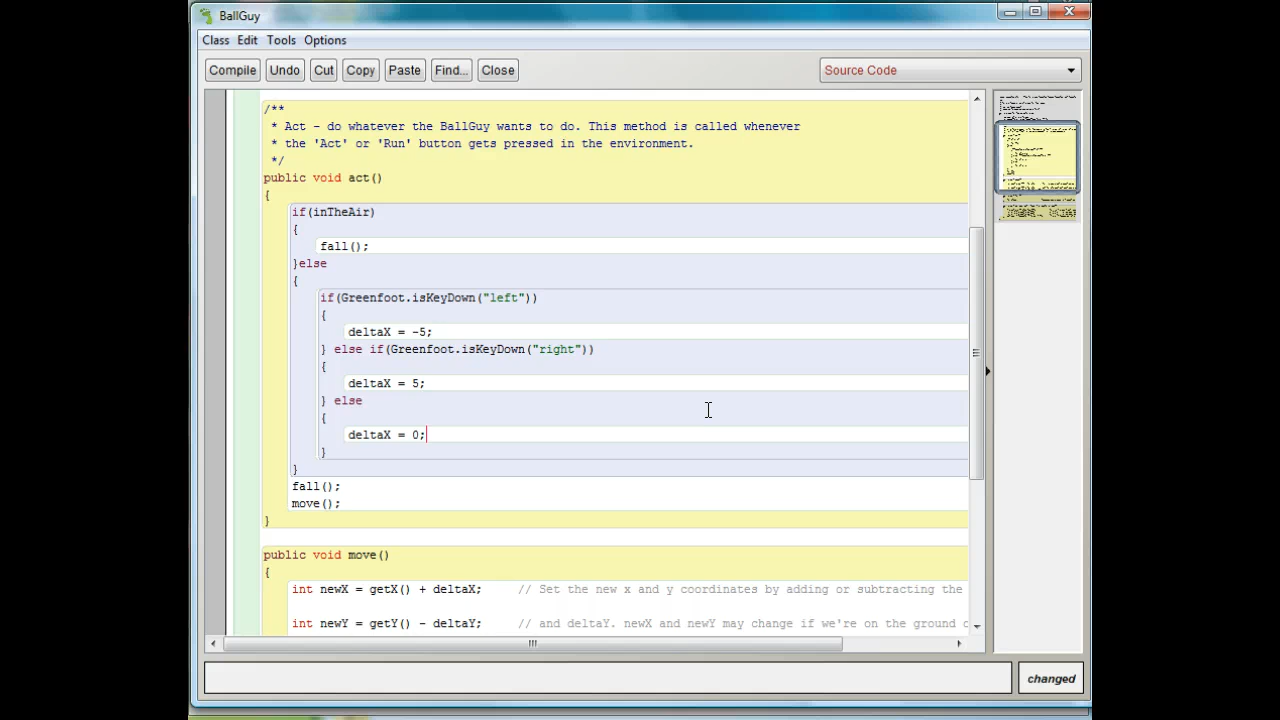 BallGuy
Class Edit Tools Options
Compile Undo Cut Copy Paste Find... Close Source Code
/**
* Act - do whatever the BallGuy wants to do. This method is called whenever
* the 'Act' or 'Run' button gets pressed in the environment.
*/
public void act()
{
if(inTheAir)
{
fall();
}else
{
if(Greenfoot.isKeyDown("left"))
{
deltaX = -5;
} else if(Greenfoot.isKeyDown("right"))
{
deltaX = 5;
} else
{
deltaX = 0;
}
}
fall();
move();
}
public void move()
{
int newX = getX() + deltaX; // Set the new x and y coordinates by adding or subtracting the
int newY = getY() - deltaY; // and deltaY. newX and newY may change if we're on the ground
changed